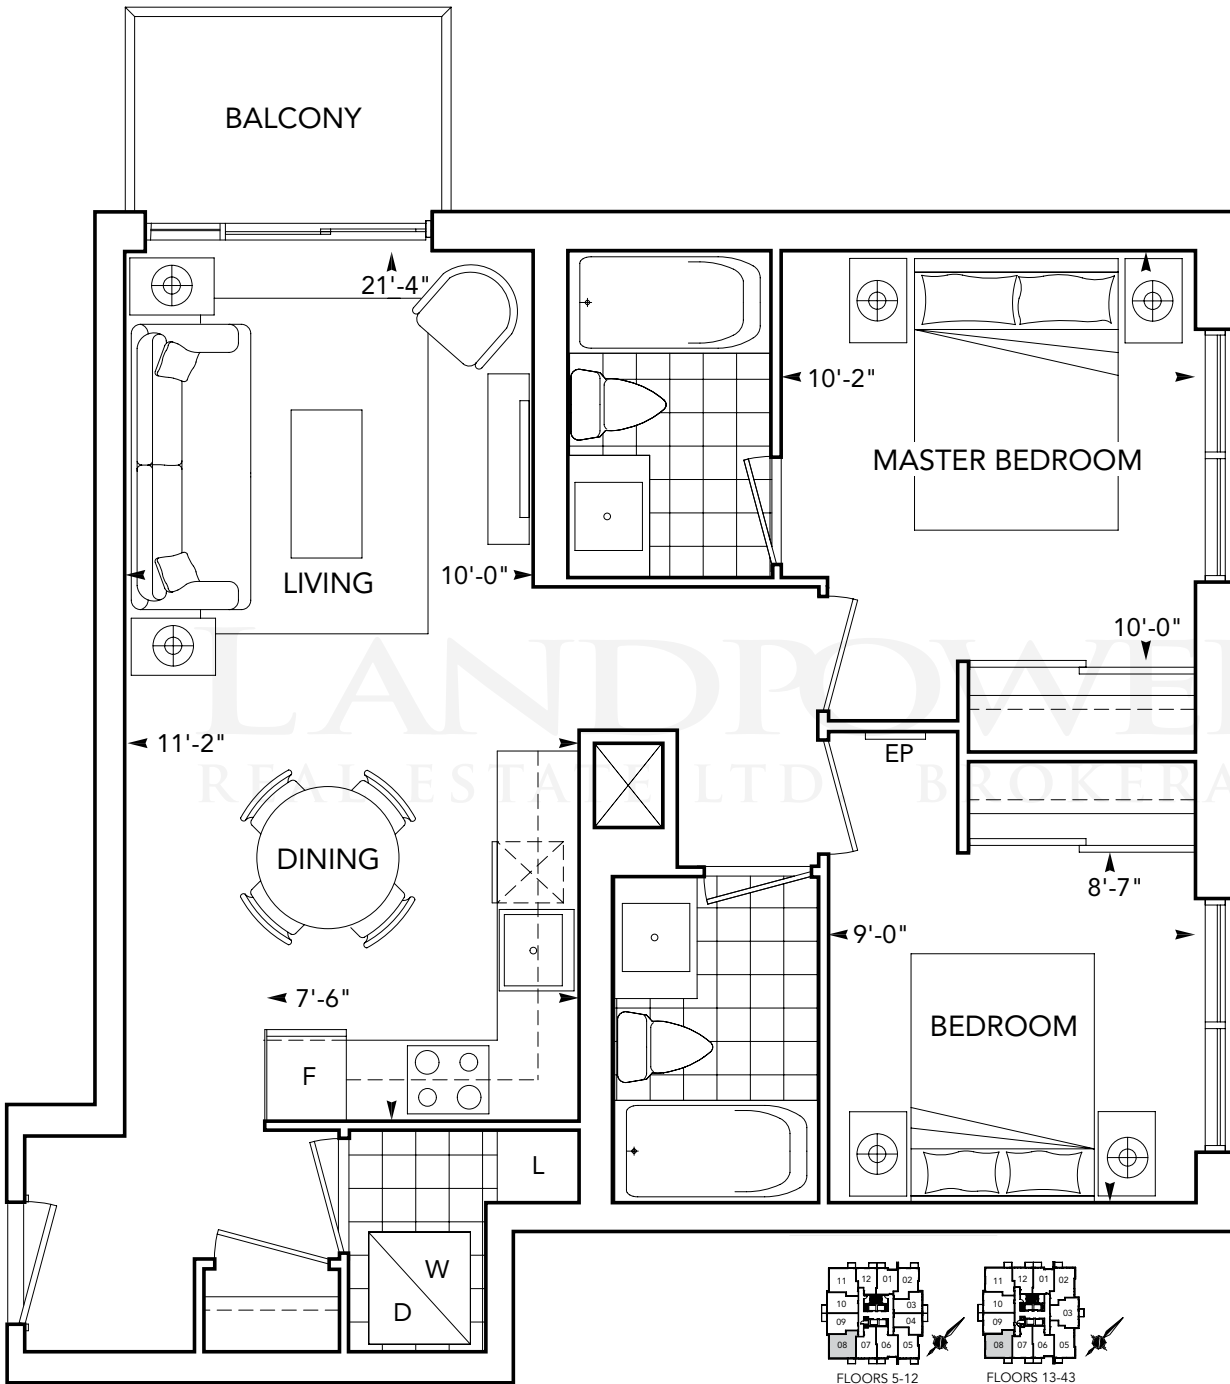 BALCONY
21'-4"
10'-2"
MASTER BEDROOM
LIVING
10'-0"
10'-0"
LANDPOWER
REAL ESTATE LTD BROKERA
11'-2"
EP
DINING
8'-7"
9'-0"
7'-6"
BEDROOM
F
L
W
D
11 12 01 02
10 03
09 04
08 07 06 05
FLOORS 5-12
11 12 01 02
10 03
09
08 07 06 05
FLOORS 13-43